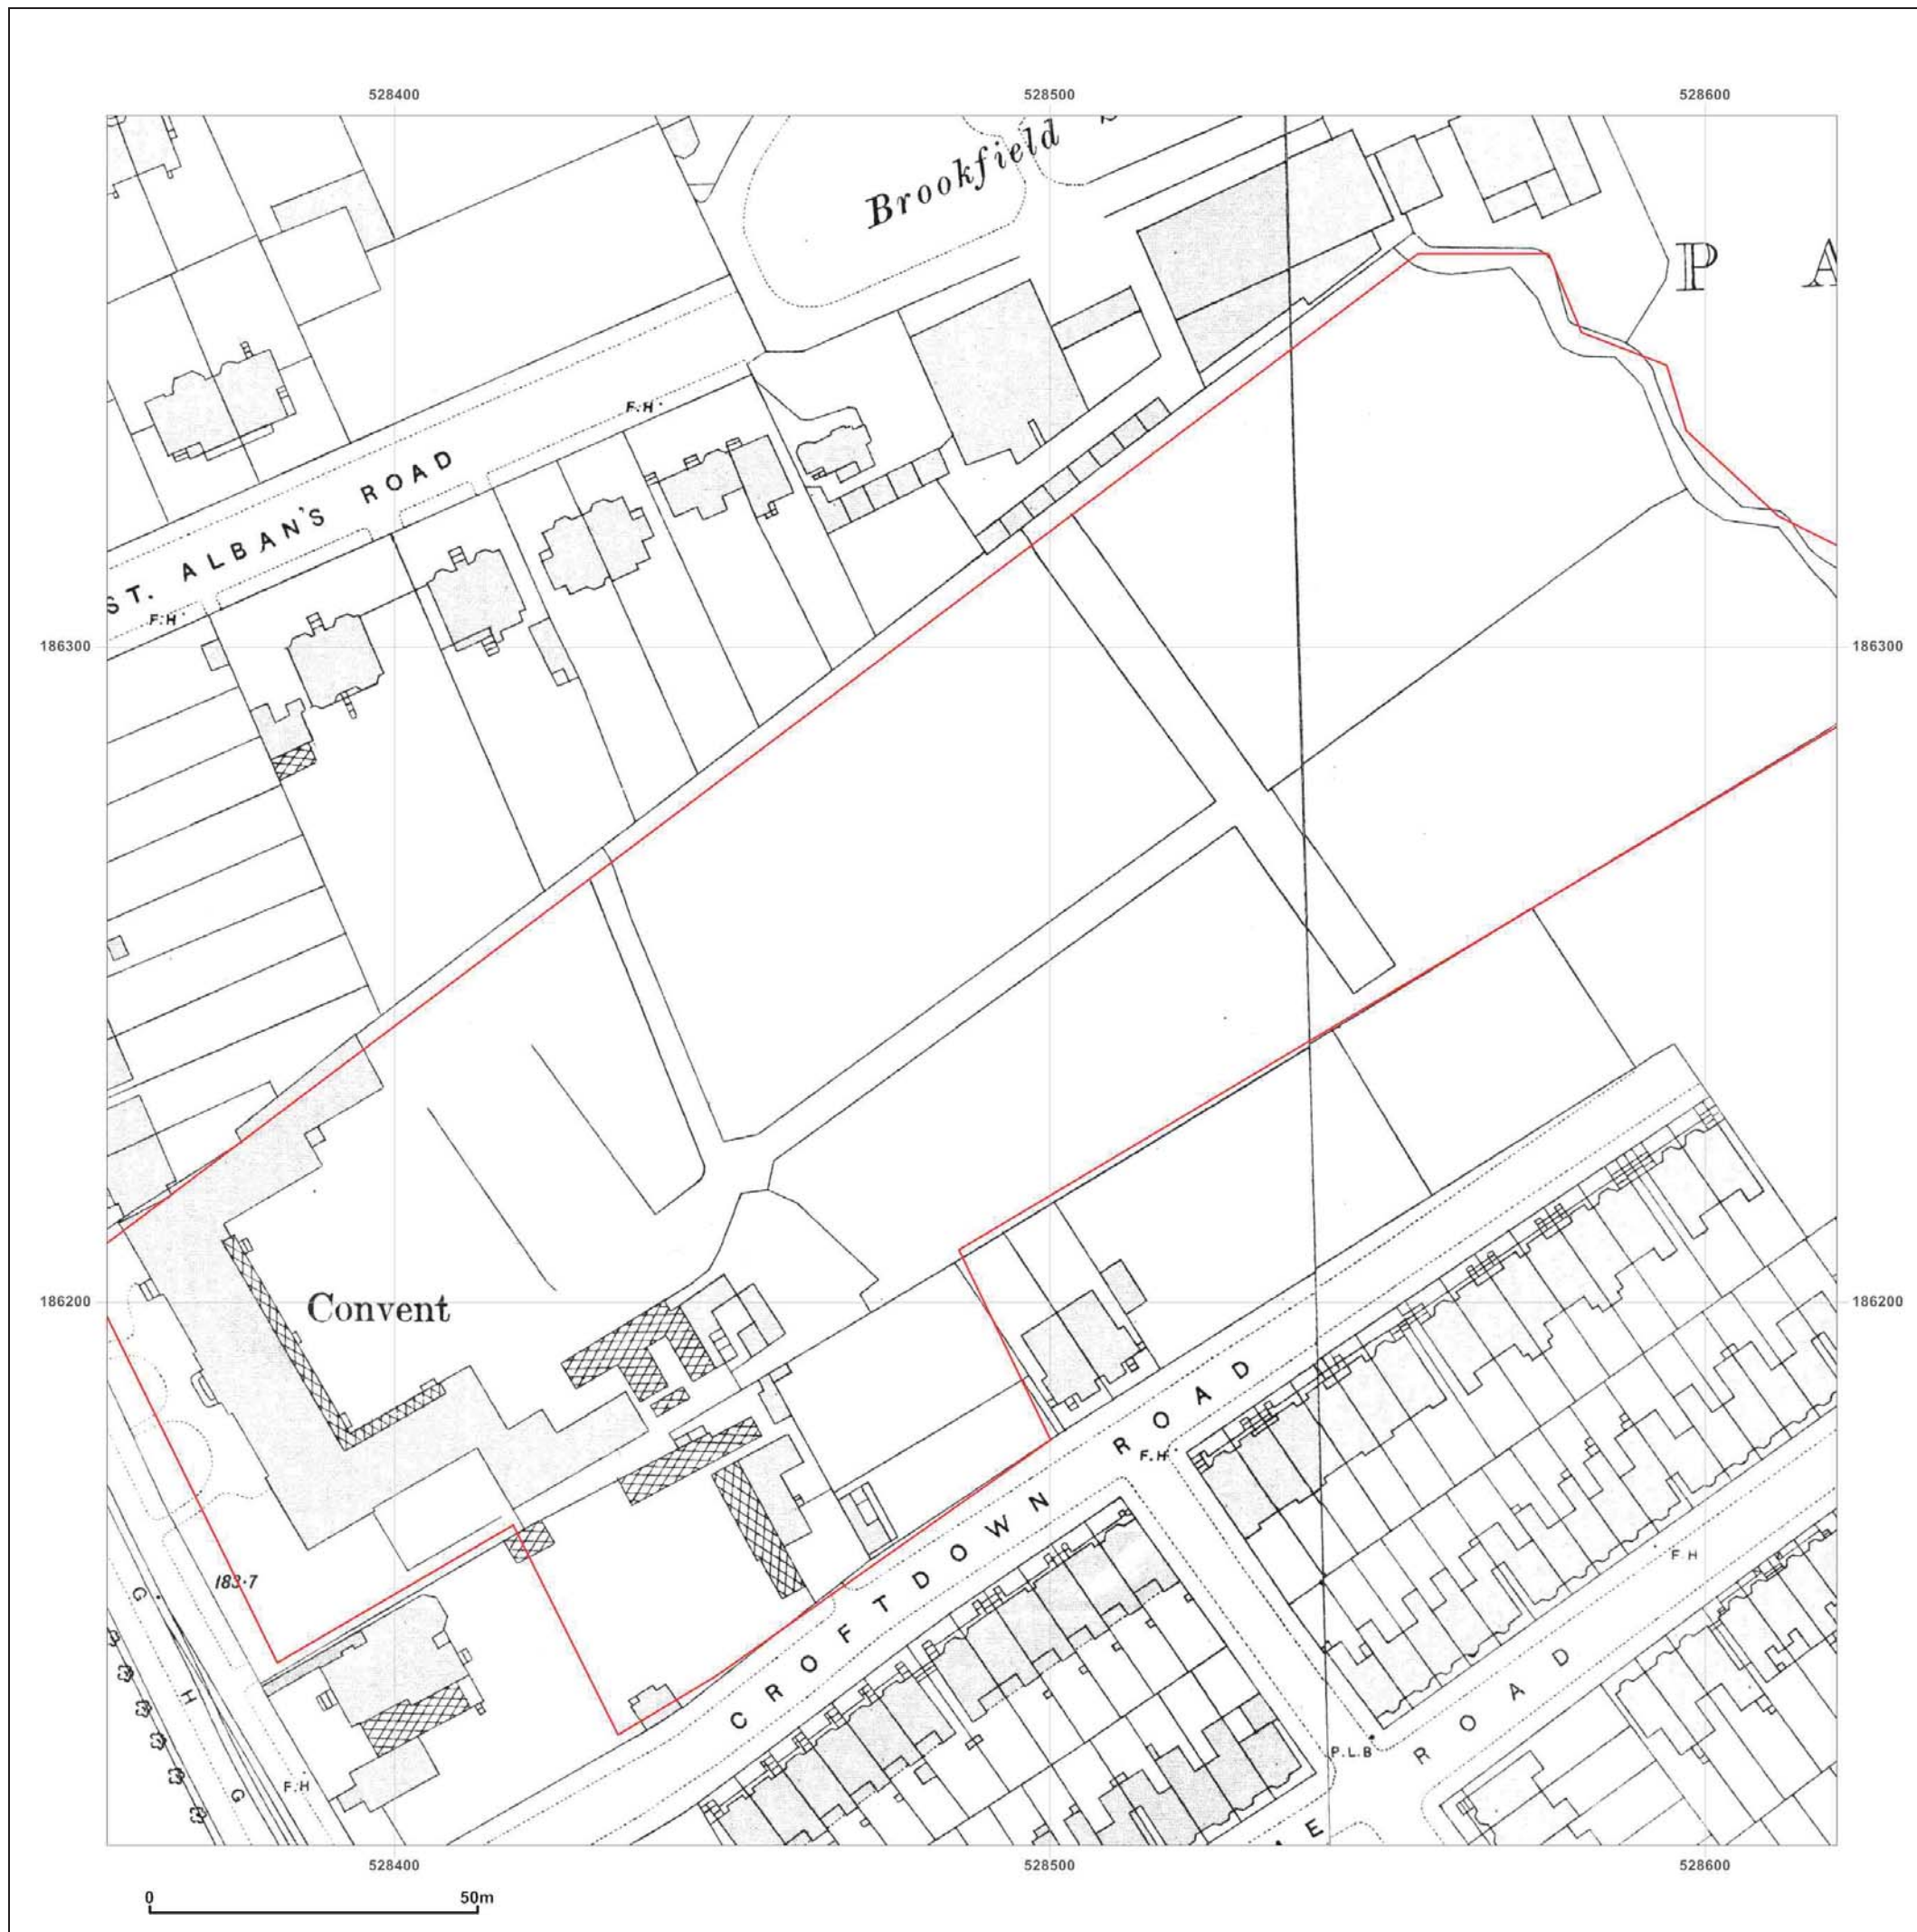 528400
528500
528600
Brookfield
P A
F.H.
ST. ALBAN'S ROAD
F.H.
186300
186300
186200
186200
Convent
CROFTDOWN ROAD
F.H.
F H
183·7
G
H
G
F.H
ROAD
P.L.B
E
528400
528500
528600
0
50m